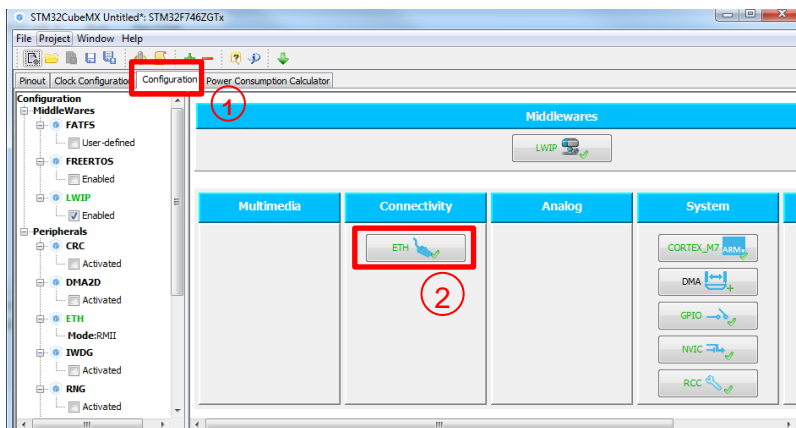 STM32CubeMX Untitled*: STM32F746ZGTx
File Project Window Help
Pinout Clock Configuration Configuration Power Consumption Calculator
1
Configuration
MiddleWares
FATFS
User-defined
FREERTOS
Enabled
LWIP
Enabled
Peripherals
CRC
Activated
DMA2D
Activated
ETH
Mode:RMII
IWDG
Activated
RNG
Activated
Middlewares
LWIP
Multimedia
Connectivity
ETH
2
Analog
System
CORTEX_M7 ARM
DMA
GPIO
NVIC
RCC